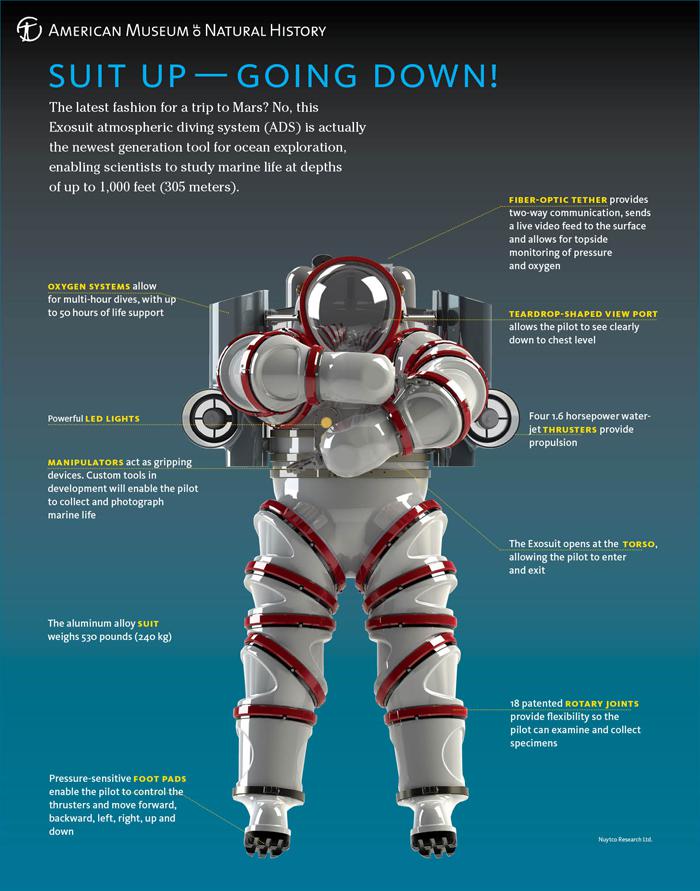 American Museum of Natural History
SUIT UP — GOING DOWN!
The latest fashion for a trip to Mars? No, this
Exosuit atmospheric diving system (ADS) is actually
the newest generation tool for ocean exploration,
enabling scientists to study marine life at depths
of up to 1,000 feet (305 meters).
FIBER-OPTIC TETHER provides
two-way communication, sends
a live video feed to the surface
and allows for topside
monitoring of pressure
and oxygen
OXYGEN SYSTEMS allow
for multi-hour dives, with up
to 50 hours of life support
TEARDROP-SHAPED VIEW PORT
allows the pilot to see clearly
down to chest level
Powerful LED LIGHTS
Four 1.6 horsepower water-
jet THRUSTERS provide
propulsion
MANIPULATORS act as gripping
devices. Custom tools in
development will enable the pilot
to collect and photograph
marine life
The Exosuit opens at the TORSO,
allowing the pilot to enter
and exit
The aluminum alloy SUIT
weighs 530 pounds (240 kg)
18 patented ROTARY JOINTS
provide flexibility so the
pilot can examine and collect
specimens
Pressure-sensitive FOOT PADS
enable the pilot to control the
thrusters and move forward,
backward, left, right, up and
down
Nuytco Research Ltd.